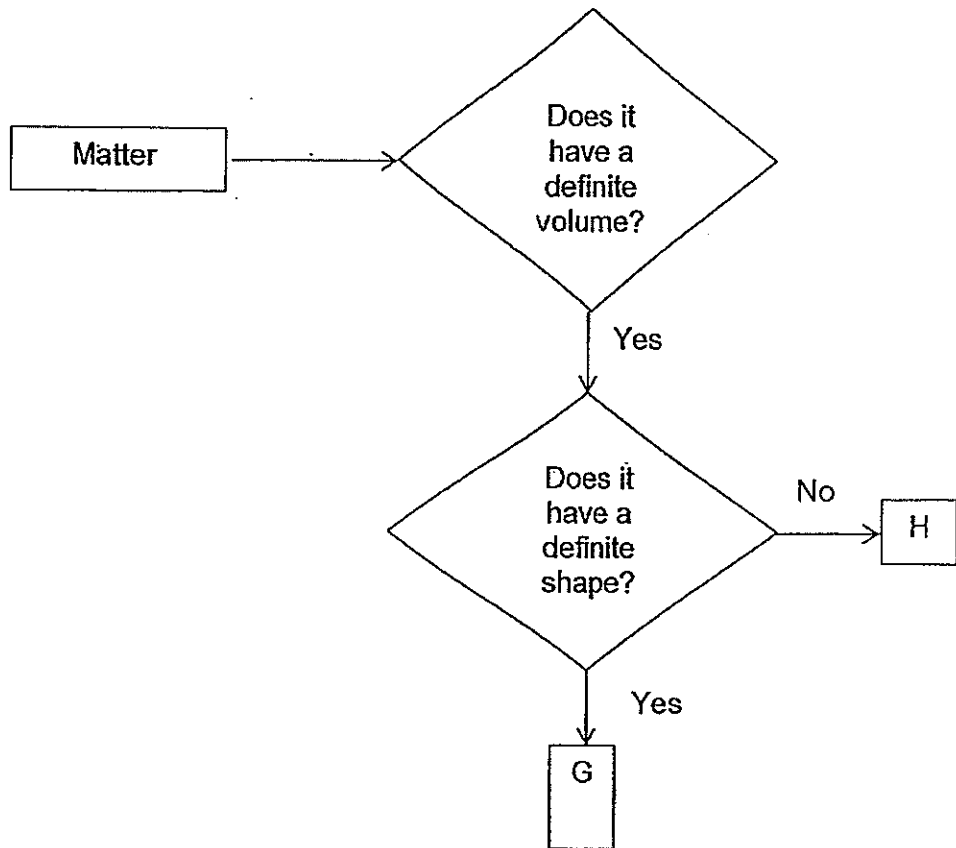 Matter
Does it
have a
definite
volume?
Yes
Does it
have a
definite
shape?
No
H
Yes
G